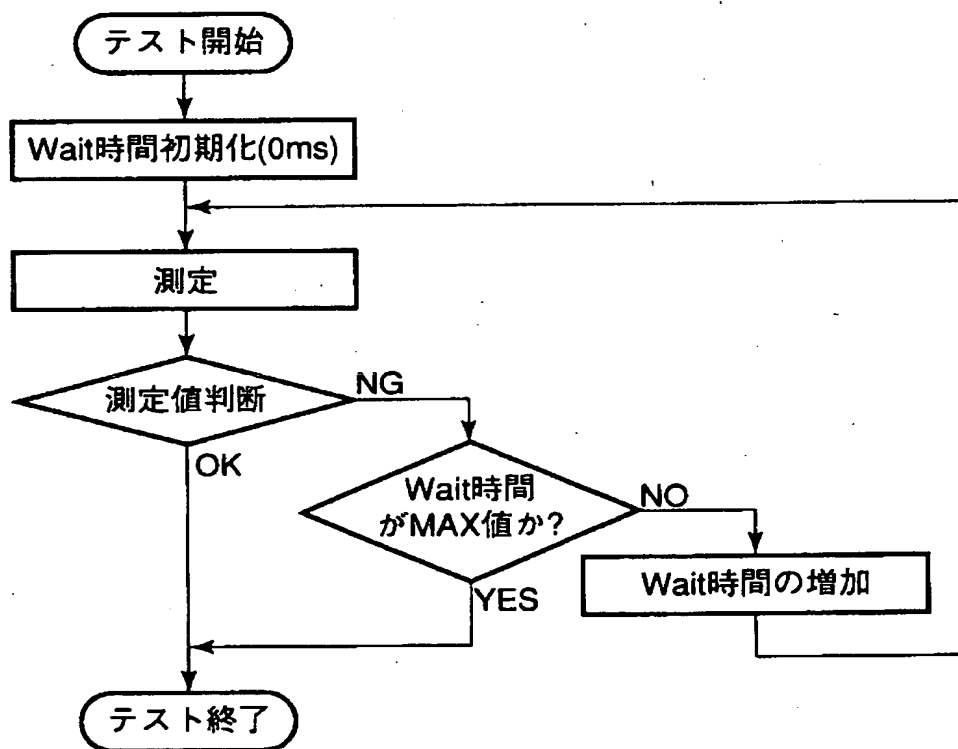 テスト開始
Wait時間初期化(0ms)
測定
測定値判断
NG
OK
Wait時間
がMAX値か?
NO
YES
Wait時間の増加
テスト終了